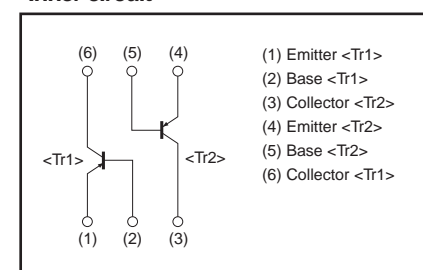 Inner circuit
(6) (5) (4)
<Tr1> <Tr2>
(1) (2) (3)
(1) Emitter <Tr1>
(2) Base <Tr1>
(3) Collector <Tr2>
(4) Emitter <Tr2>
(5) Base <Tr2>
(6) Collector <Tr1>